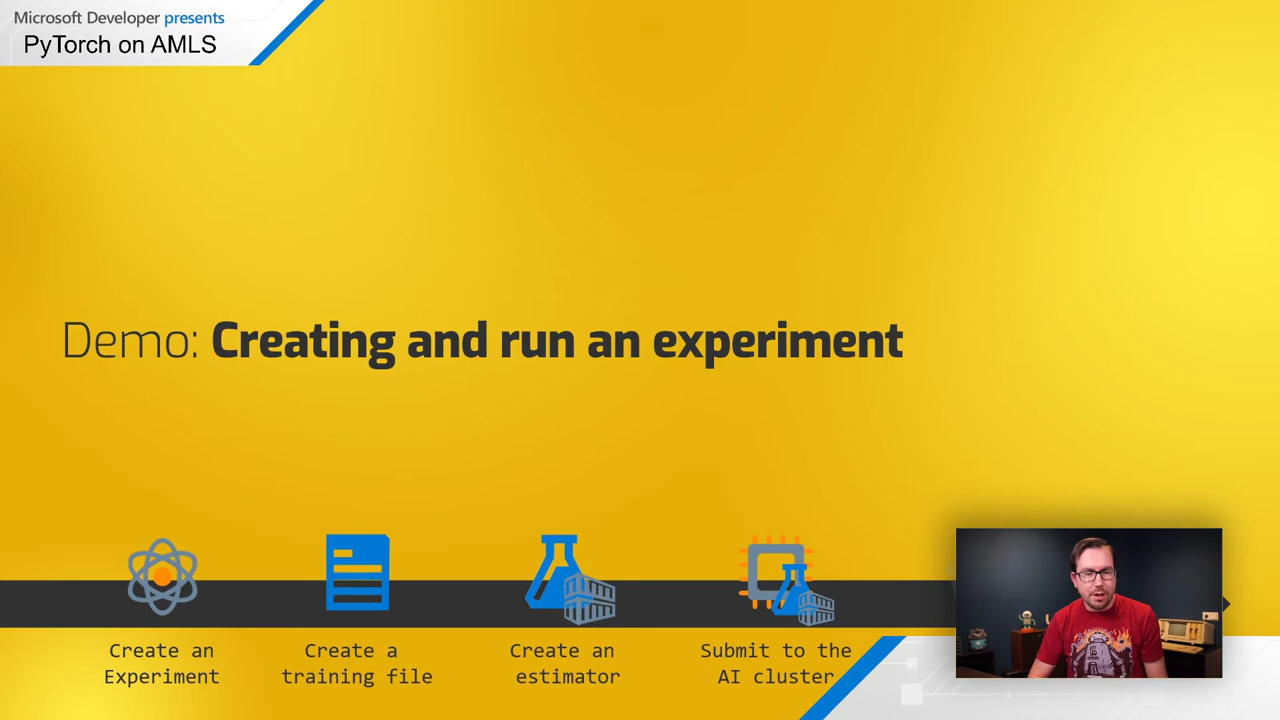 Microsoft Developer presents
PyTorch on AMLS
Demo: Creating and run an experiment
Create an
Experiment
Create a
training file
Create an
estimator
Submit to the
AI cluster